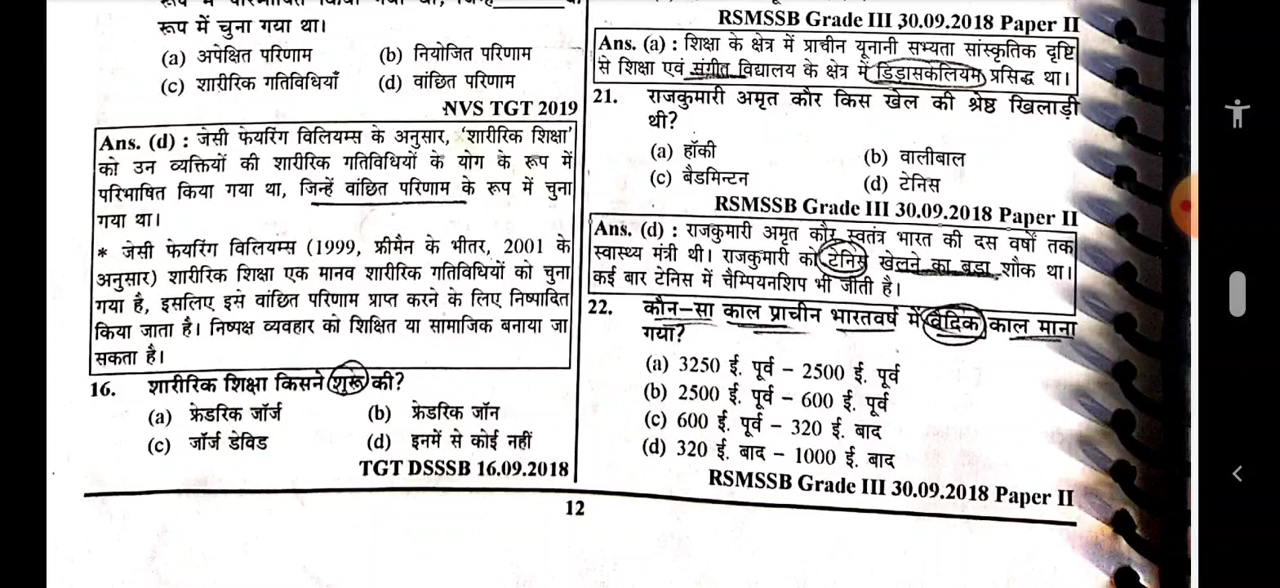 रूप में चुना गया था।
(a) अपेक्षित परिणाम (b) नियोजित परिणाम
(c) शारीरिक गतिविधियाँ (d) वांछित परिणाम
NVS TGT 2019
Ans. (d) : जेसी फेयरिंग विलियम्स के अनुसार, 'शारीरिक शिक्षा'
को उन व्यक्तियों की शारीरिक गतिविधियों के योग के रूप में
परिभाषित किया गया था, जिन्हें वांछित परिणाम के रूप में चुना
गया था।
* जेसी फेयरिंग विलियम्स (1999, फ्रीमैन के भीतर, 2001 के
अनुसार) शारीरिक शिक्षा एक मानव शारीरिक गतिविधियों को चुना
गया है, इसलिए इसे वांछित परिणाम प्राप्त करने के लिए निष्पादित
किया जाता है। निष्पक्ष व्यवहार को शिक्षित या सामाजिक बनाया जा
सकता है।
16. शारीरिक शिक्षा किसने शुरू की?
(a) फ्रेडरिक जॉर्ज (b) फ्रेडरिक जॉन
(c) जॉर्ज डेविड (d) इनमें से कोई नहीं
TGT DSSSB 16.09.2018
RSMSSB Grade III 30.09.2018 Paper II
Ans. (a) : शिक्षा के क्षेत्र में प्राचीन यूनानी सभ्यता सांस्कृतिक दृष्टि
से शिक्षा एवं संगीत विद्यालय के क्षेत्र में डिडासकेलियम प्रसिद्ध था।
21. राजकुमारी अमृत कौर किस खेल की श्रेष्ठ खिलाड़ी
थी?
(a) हॉकी (b) वालीबाल
(c) बैडमिन्टन (d) टेनिस
RSMSSB Grade III 30.09.2018 Paper II
Ans. (d) : राजकुमारी अमृत कौर स्वतंत्र भारत की दस वर्षों तक
स्वास्थ्य मंत्री थी। राजकुमारी को टेनिस खेलने का बड़ा शौक था।
कई बार टेनिस में चैम्पियनशिप भी जीती है।
22. कौन-सा काल प्राचीन भारतवर्ष में वैदिक काल माना
गया?
(a) 3250 ई. पूर्व – 2500 ई. पूर्व
(b) 2500 ई. पूर्व – 600 ई. पूर्व
(c) 600 ई. पूर्व – 320 ई. बाद
(d) 320 ई. बाद – 1000 ई. बाद
RSMSSB Grade III 30.09.2018 Paper II
12